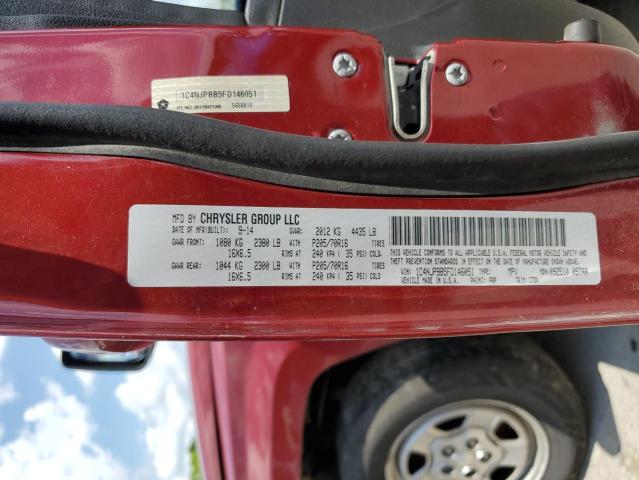 1C4NJPBB5FD146051
MFD BY CHRYSLER GROUP LLC
DATE OF MFR(BUILT): 9-14 GVWR: 2012 KG 4435 LB
GAWR FRONT: 1080 KG 2380 LB WITH P205/70R16 TIRES
16X6.5 RIMS AT 240 KPA ( 35 PSI) COLD
GAWR REAR: 1044 KG 2300 LB WITH P205/70R16 TIRES
16X6.5 RIMS AT 240 KPA ( 35 PSI) COLD
THIS VEHICLE CONFORMS TO ALL APPLICABLE U.S.A. FEDERAL MOTOR VEHICLE SAFETY AND
THEFT PREVENTION STANDARDS IN EFFECT ON THE DATE OF MANUFACTURE SHOWN ABOVE.
VIN: 1C4NJPBB5FD146051 TYPE: MPV MDH: 092510 097AA
VEHICLE MADE IN U.S.A. PAINT: PRP TRIM: